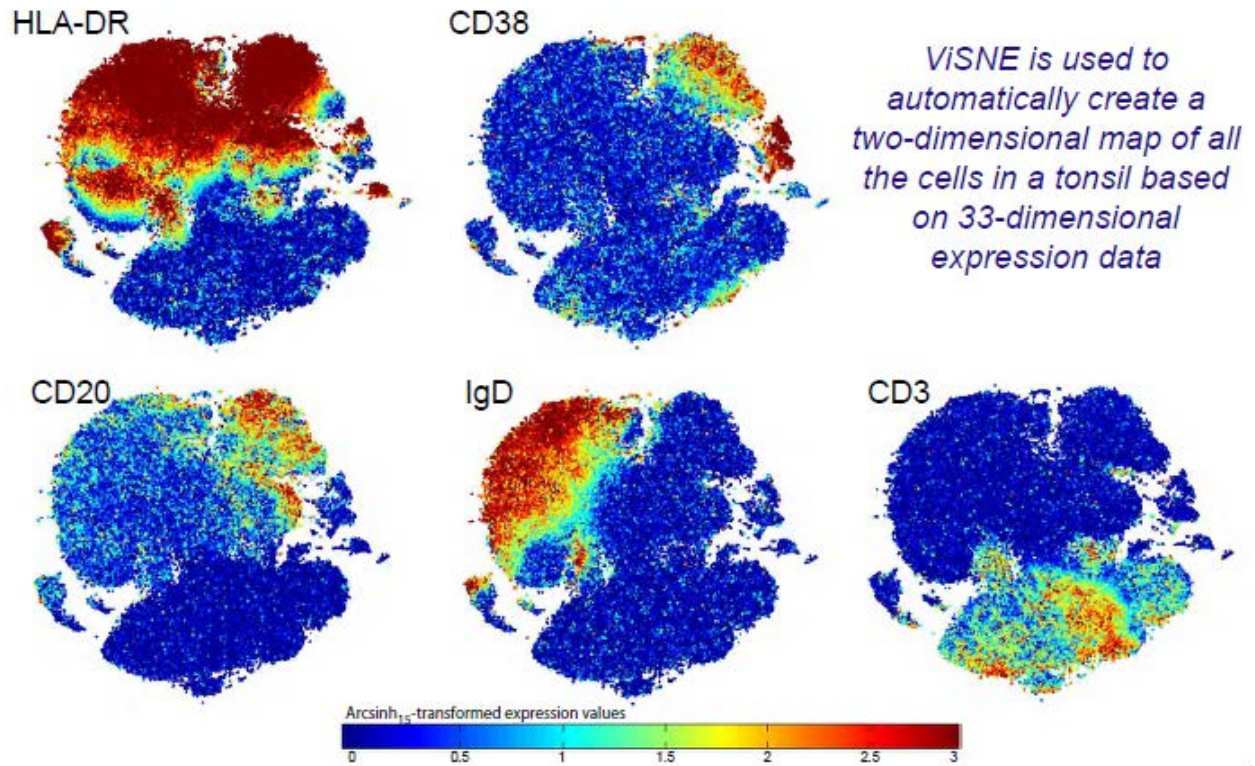 HLA-DR
CD38
ViSNE is used to
automatically create a
two-dimensional map of all
the cells in a tonsil based
on 33-dimensional
expression data
CD20
IgD
CD3
Arcsinh15-transformed expression values
0 0.5 1 1.5 2 2.5 3